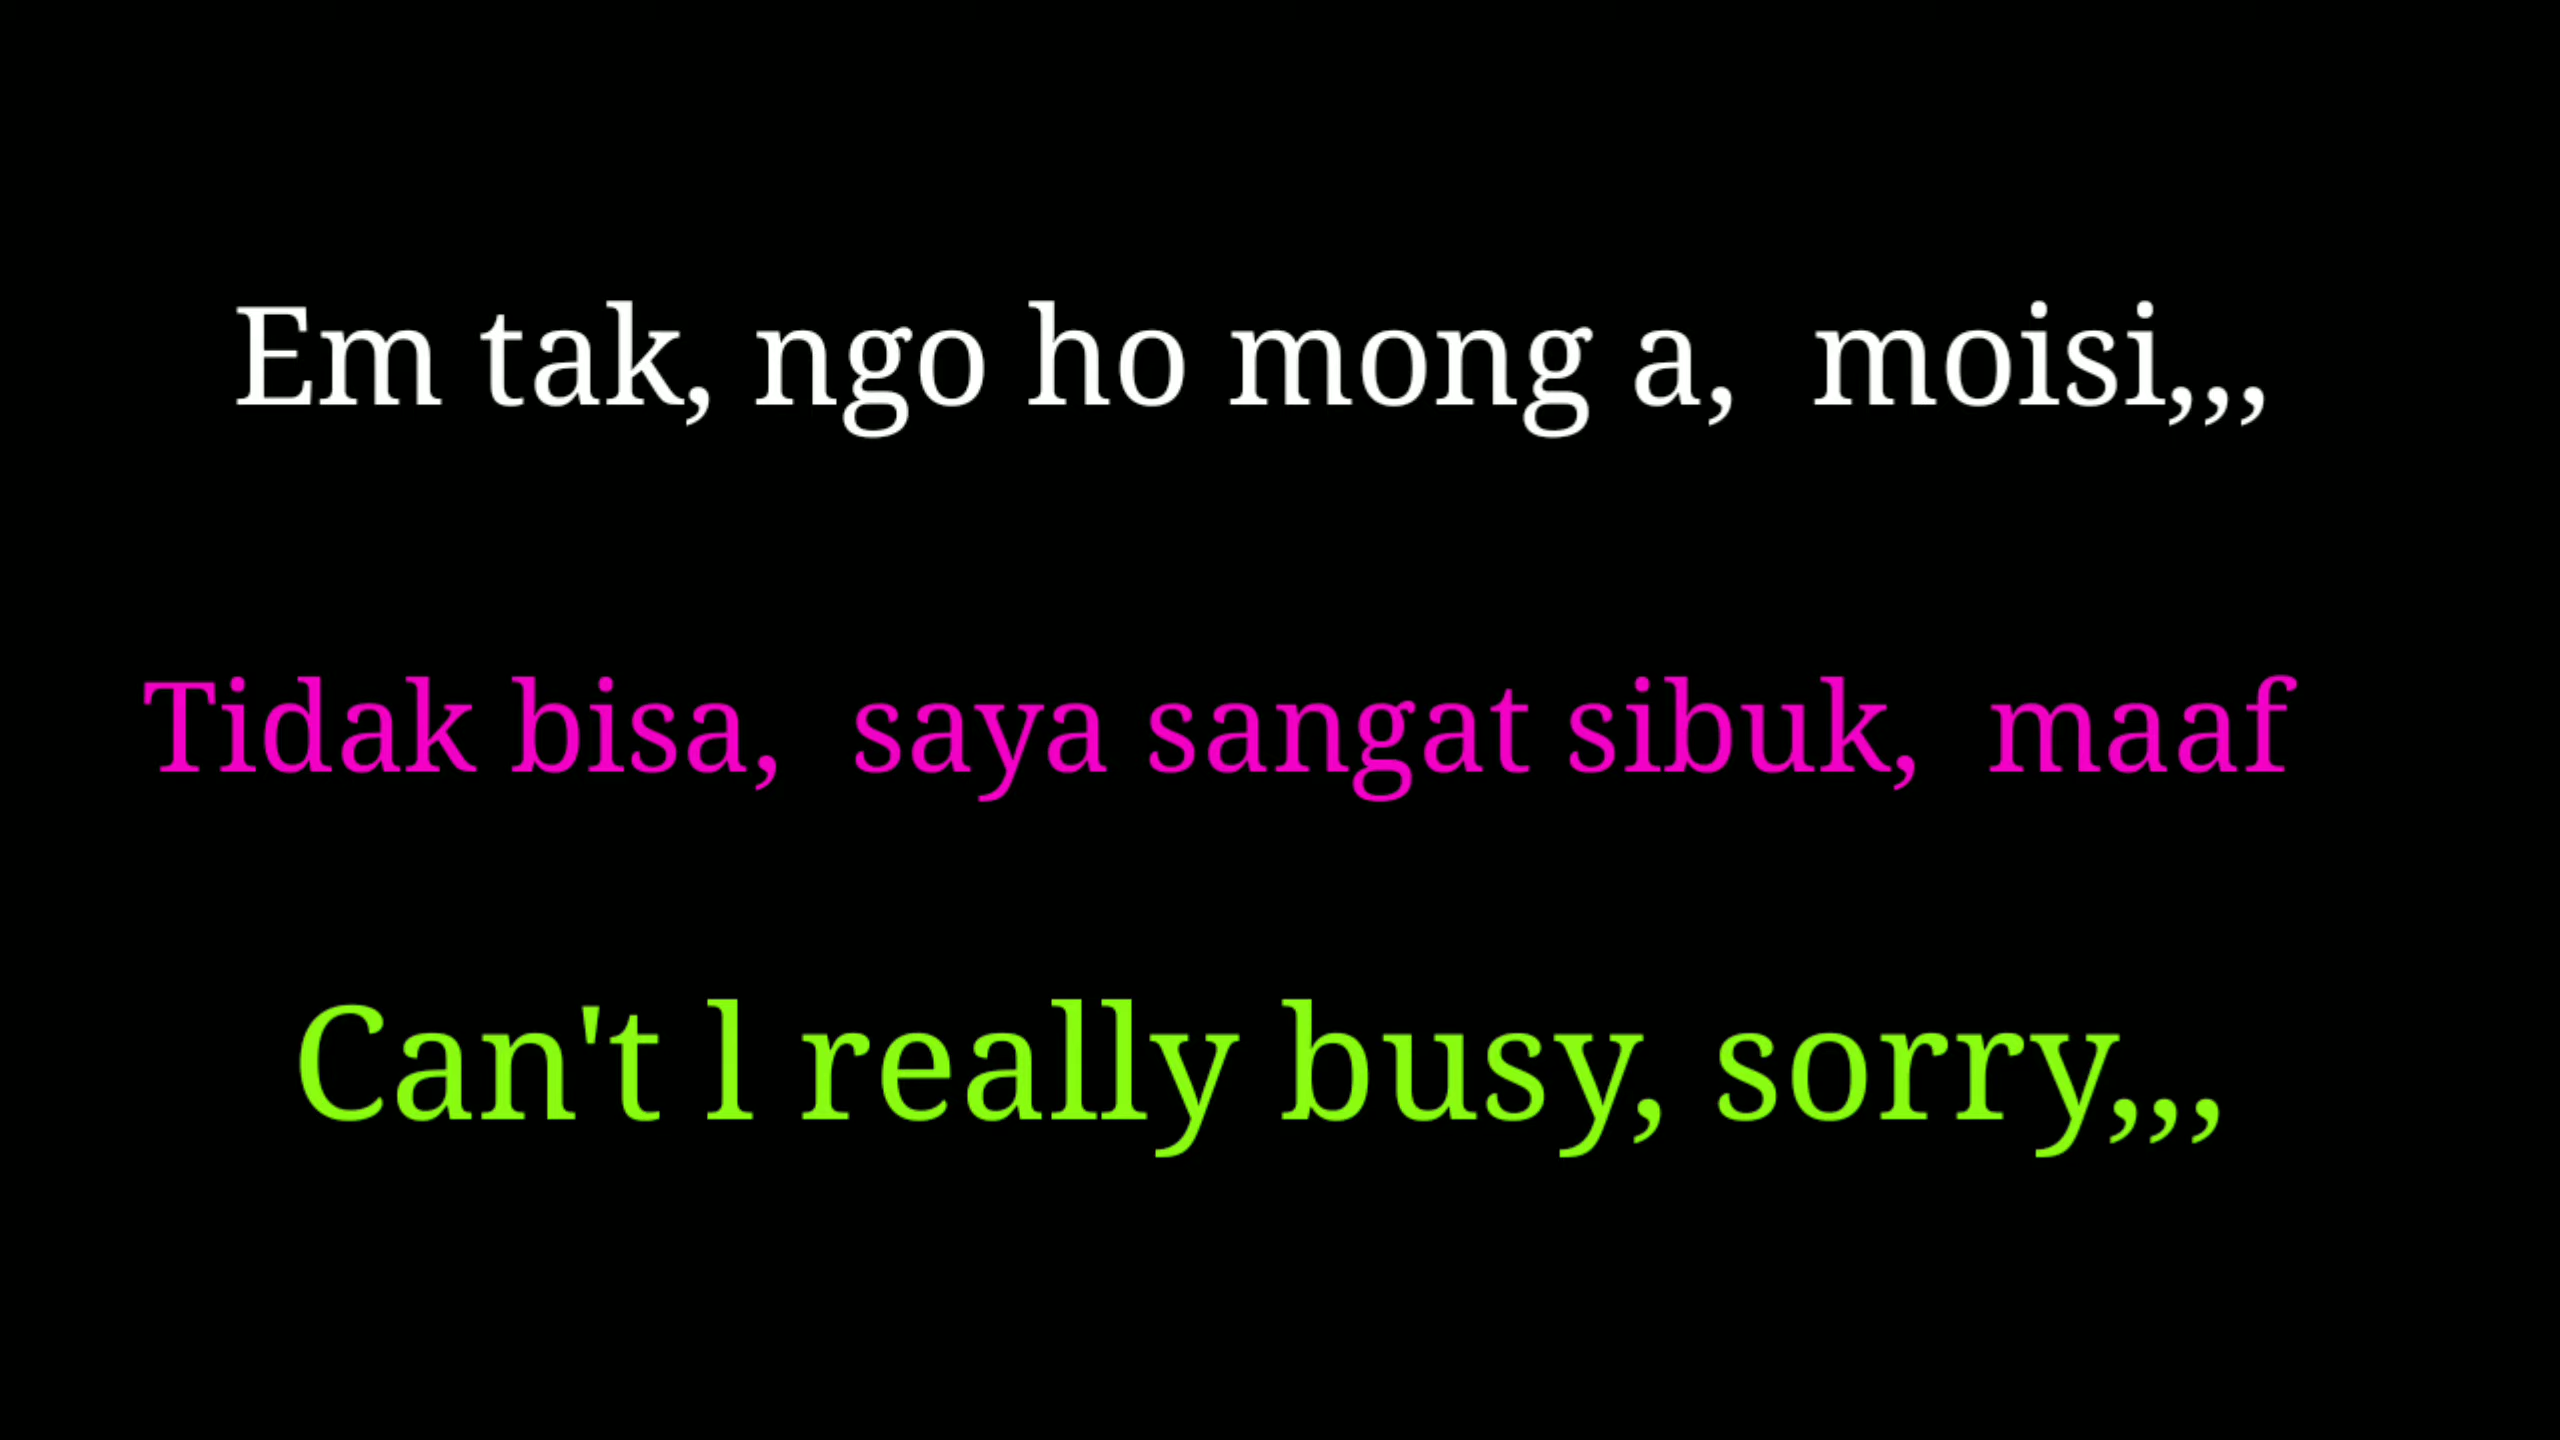 Em tak, ngo ho mong a,  moisi,,,
Tidak bisa,  saya sangat sibuk,  maaf
Can't l really busy, sorry,,,